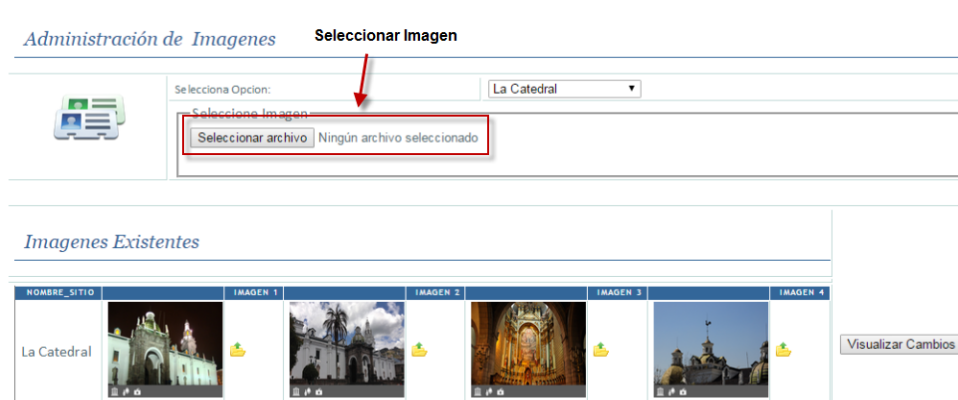 Administración de Imagenes
Seleccionar Imagen
Selecciona Opcion:
La Catedral
Seleccione Imagen
Seleccionar archivo Ningún archivo seleccionado
Imagenes Existentes
NOMBRE_SITIO IMAGEN 1 IMAGEN 2 IMAGEN 3 IMAGEN 4
La Catedral
Visualizar Cambios